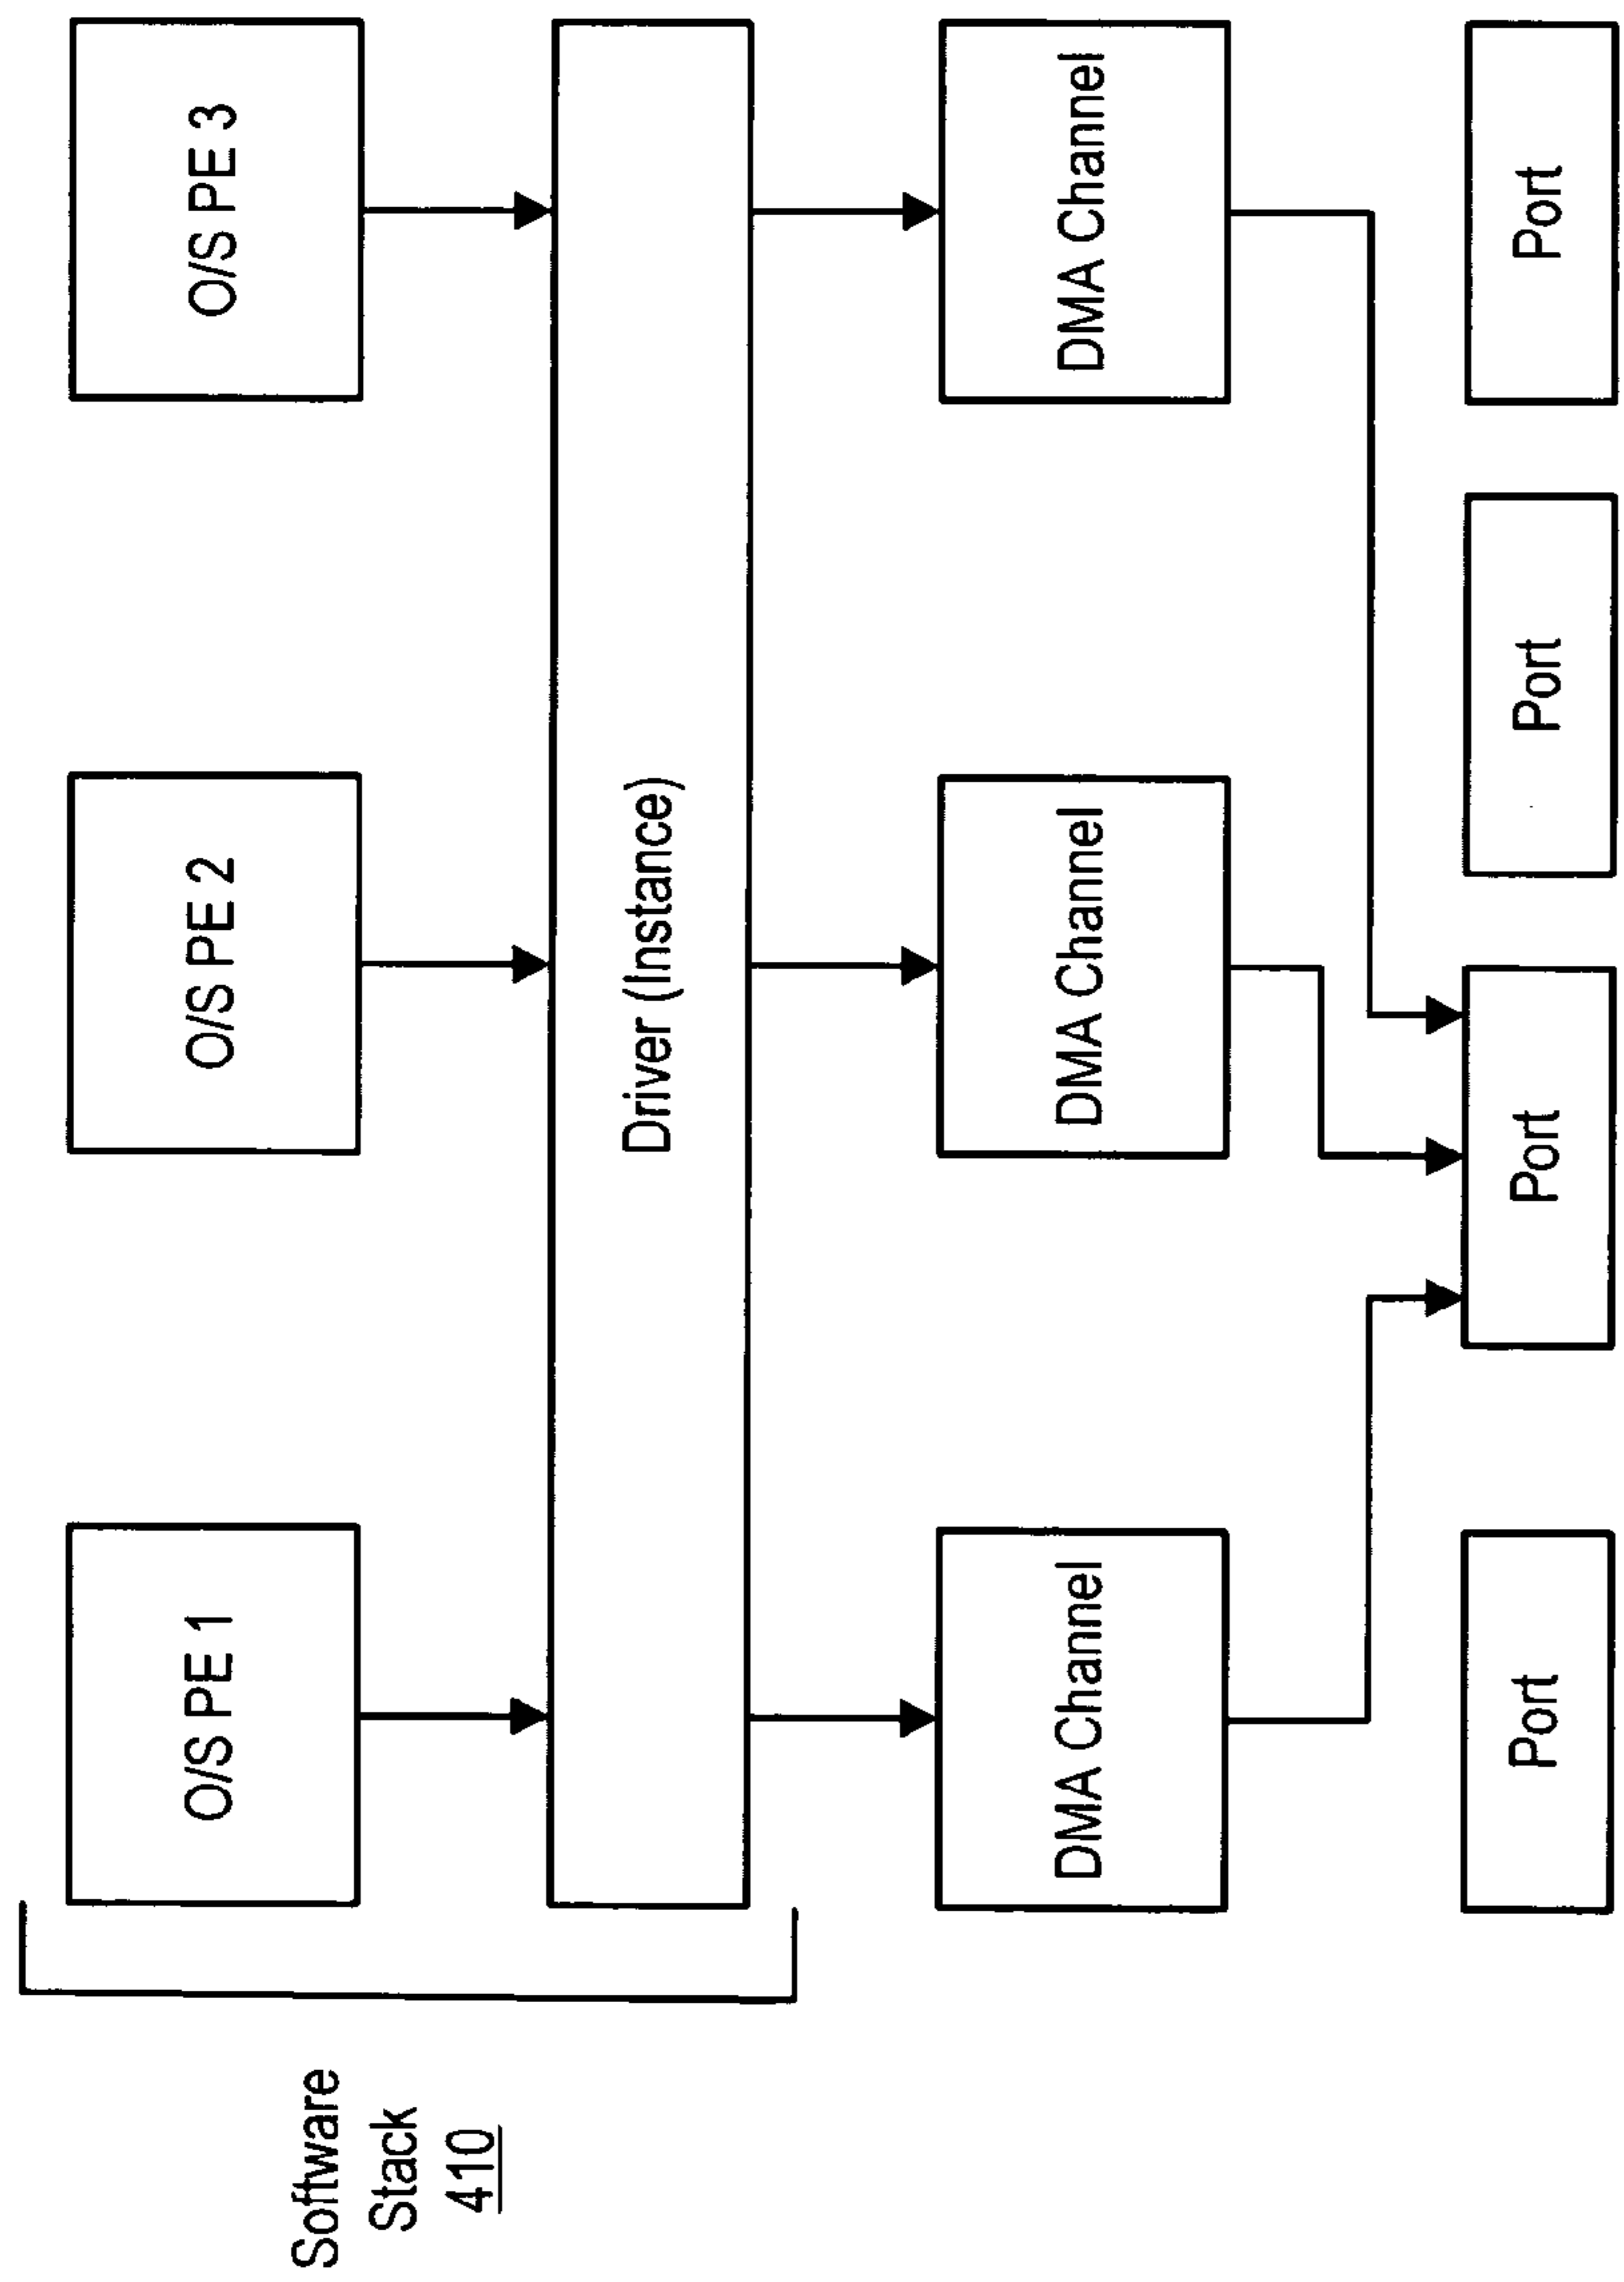 Software
Stack
410
O/S PE 1
O/S PE 2
O/S PE 3
Driver (Instance)
DMA Channel
DMA Channel
DMA Channel
Port
Port
Port
Port